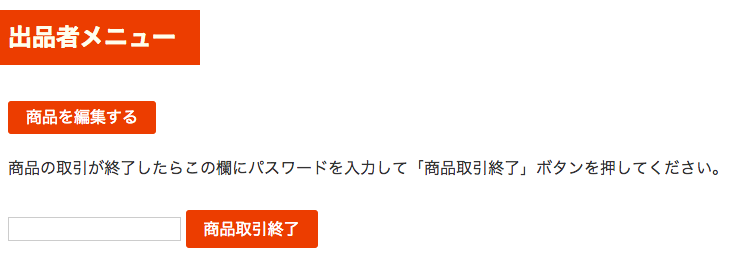 出品者メニュー
商品を編集する
商品の取引が終了したらこの欄にパスワードを入力して「商品取引終了」ボタンを押してください。
商品取引終了